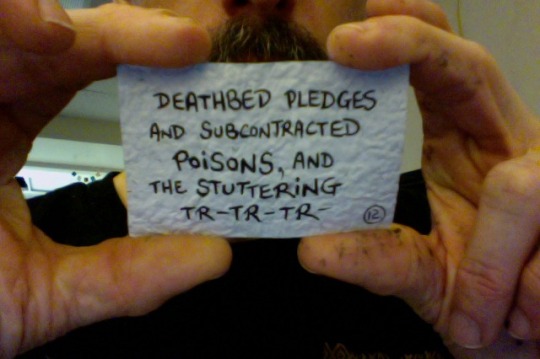 DEATHBED PLEDGES
AND SUBCONTRACTED
POISONS, AND
THE STUTTERING
TR-TR-TR-
12